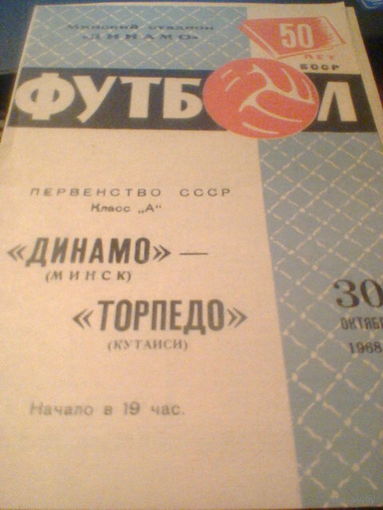 Минский стадион
«ДИНАМО»
50
ЛЕТ
БССР
ФУТБОЛ
ПЕРВЕНСТВО СССР
Класс „А"
«ДИНАМО» —
(МИНСК)
«ТОРПЕДО»
(КУТАИСИ)
30
ОКТЯБР
1968
Начало в 19 час.